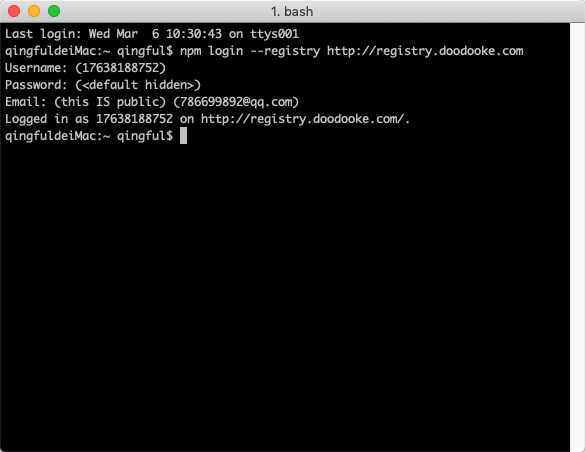 1. bash
Last login: Wed Mar  6 10:30:43 on ttys001
qingfuldeiMac:~ qingful$ npm login --registry http://registry.doodooke.com
Username: (17638188752)
Password: (<default hidden>)
Email: (this IS public) (786699892@qq.com)
Logged in as 17638188752 on http://registry.doodooke.com/.
qingfuldeiMac:~ qingful$